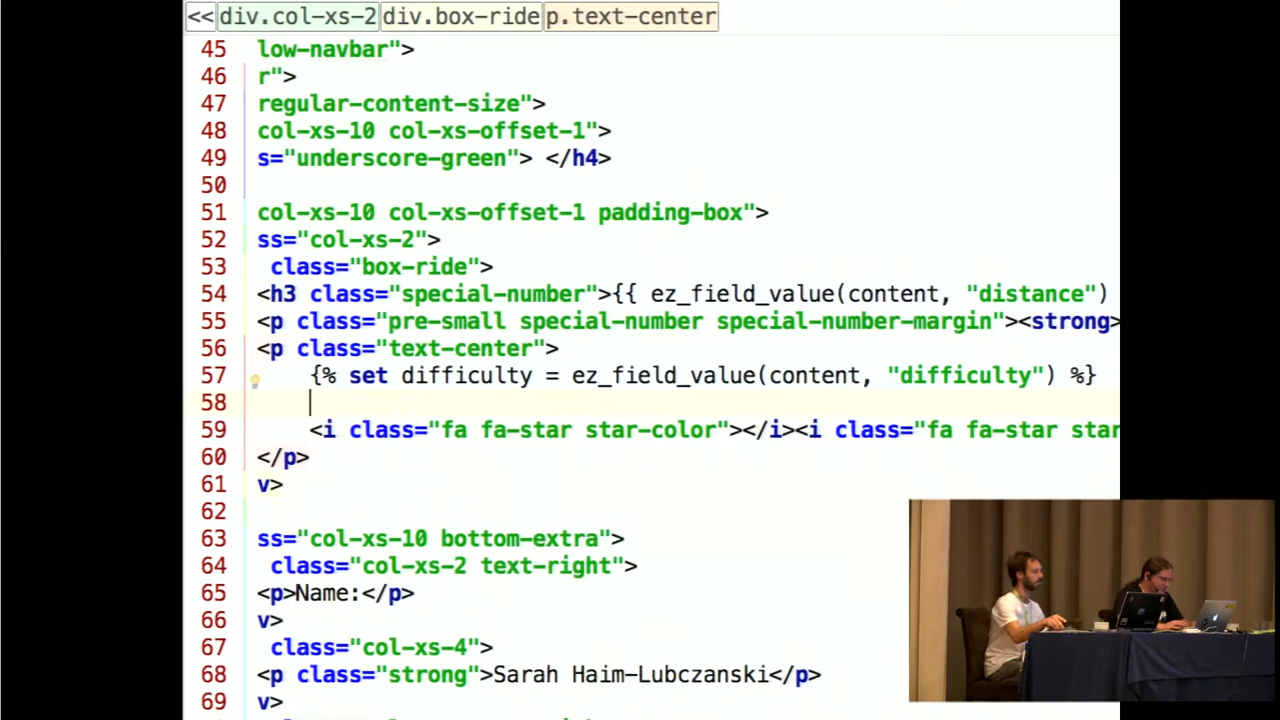 << div.col-xs-2 div.box-ride p.text-center
45 low-navbar">
46 r">
47 regular-content-size">
48 col-xs-10 col-xs-offset-1">
49 s="underscore-green"> </h4>
50
51 col-xs-10 col-xs-offset-1 padding-box">
52 ss="col-xs-2">
53 class="box-ride">
54 <h3 class="special-number">{{ ez_field_value(content, "distance")
55 <p class="pre-small special-number special-number-margin"><strong>
56 <p class="text-center">
57 {% set difficulty = ez_field_value(content, "difficulty") %}
58
59 <i class="fa fa-star star-color"></i><i class="fa fa-star star
60 </p>
61 v>
62
63 ss="col-xs-10 bottom-extra">
64 class="col-xs-2 text-right">
65 <p>Name:</p>
66 v>
67 class="col-xs-4">
68 <p class="strong">Sarah Haim-Lubczanski</p>
69 v>